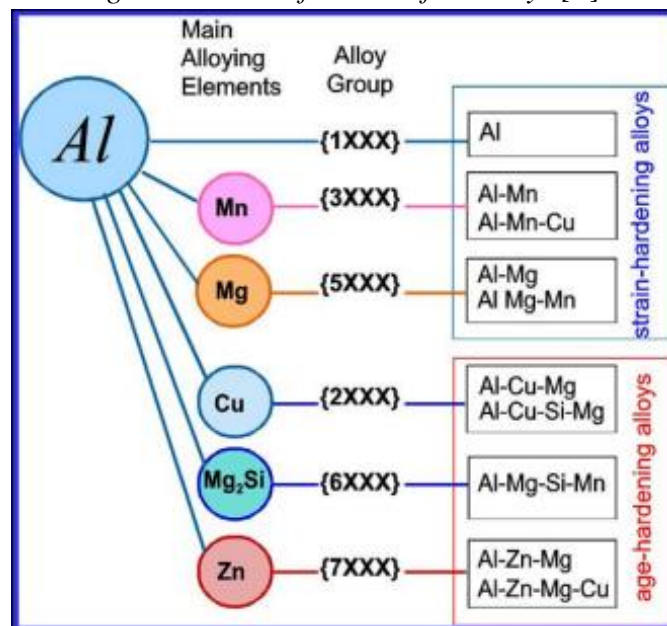 Main
Alloying
Elements
Alloy
Group
Al
{1XXX}
Al
Mn
{3XXX}
Al-Mn
Al-Mn-Cu
Mg
{5XXX}
Al-Mg
Al Mg-Mn
strain-hardening alloys
Cu
{2XXX}
Al-Cu-Mg
Al-Cu-Si-Mg
Mg₂Si
{6XXX}
Al-Mg-Si-Mn
Zn
{7XXX}
Al-Zn-Mg
Al-Zn-Mg-Cu
age-hardening alloys